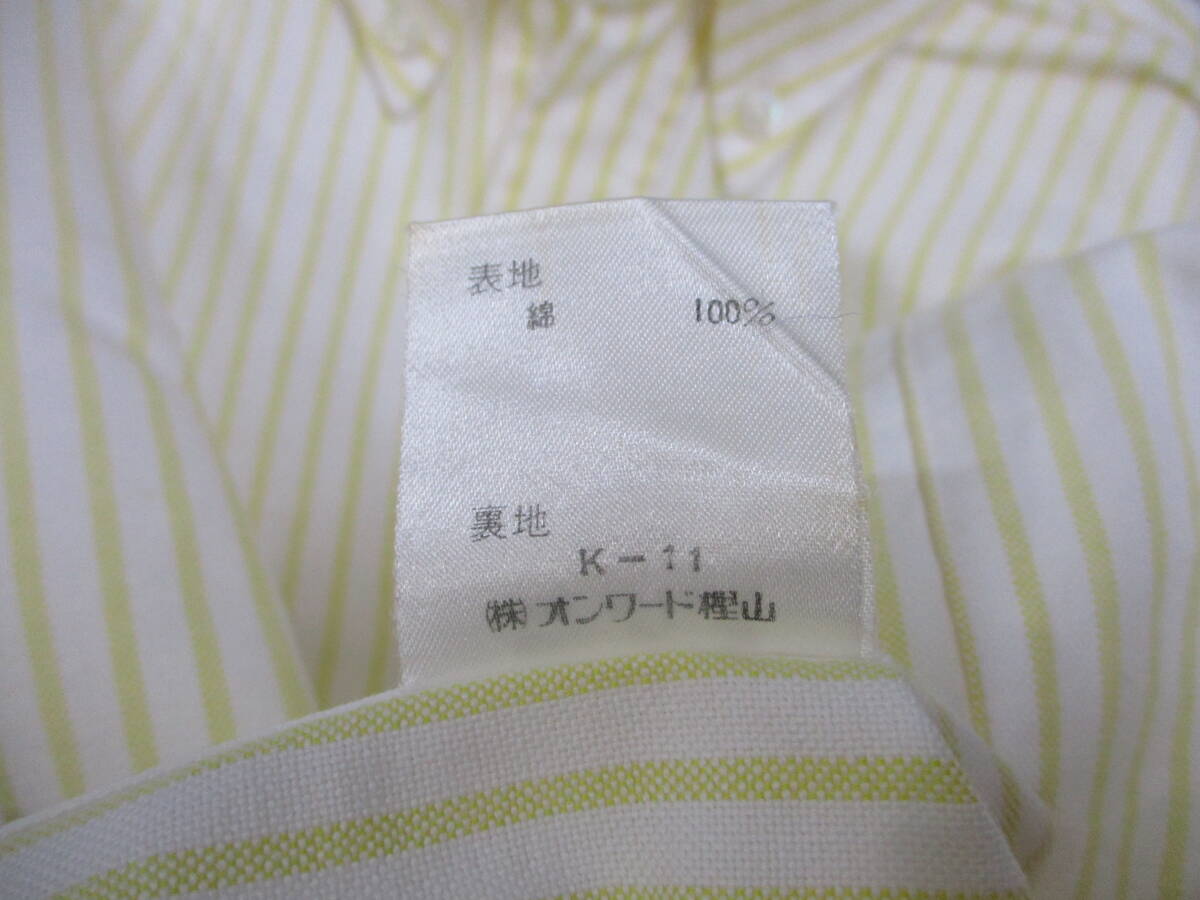 表地
綿 100%
裏地
K-11
㈱オンワード樫山